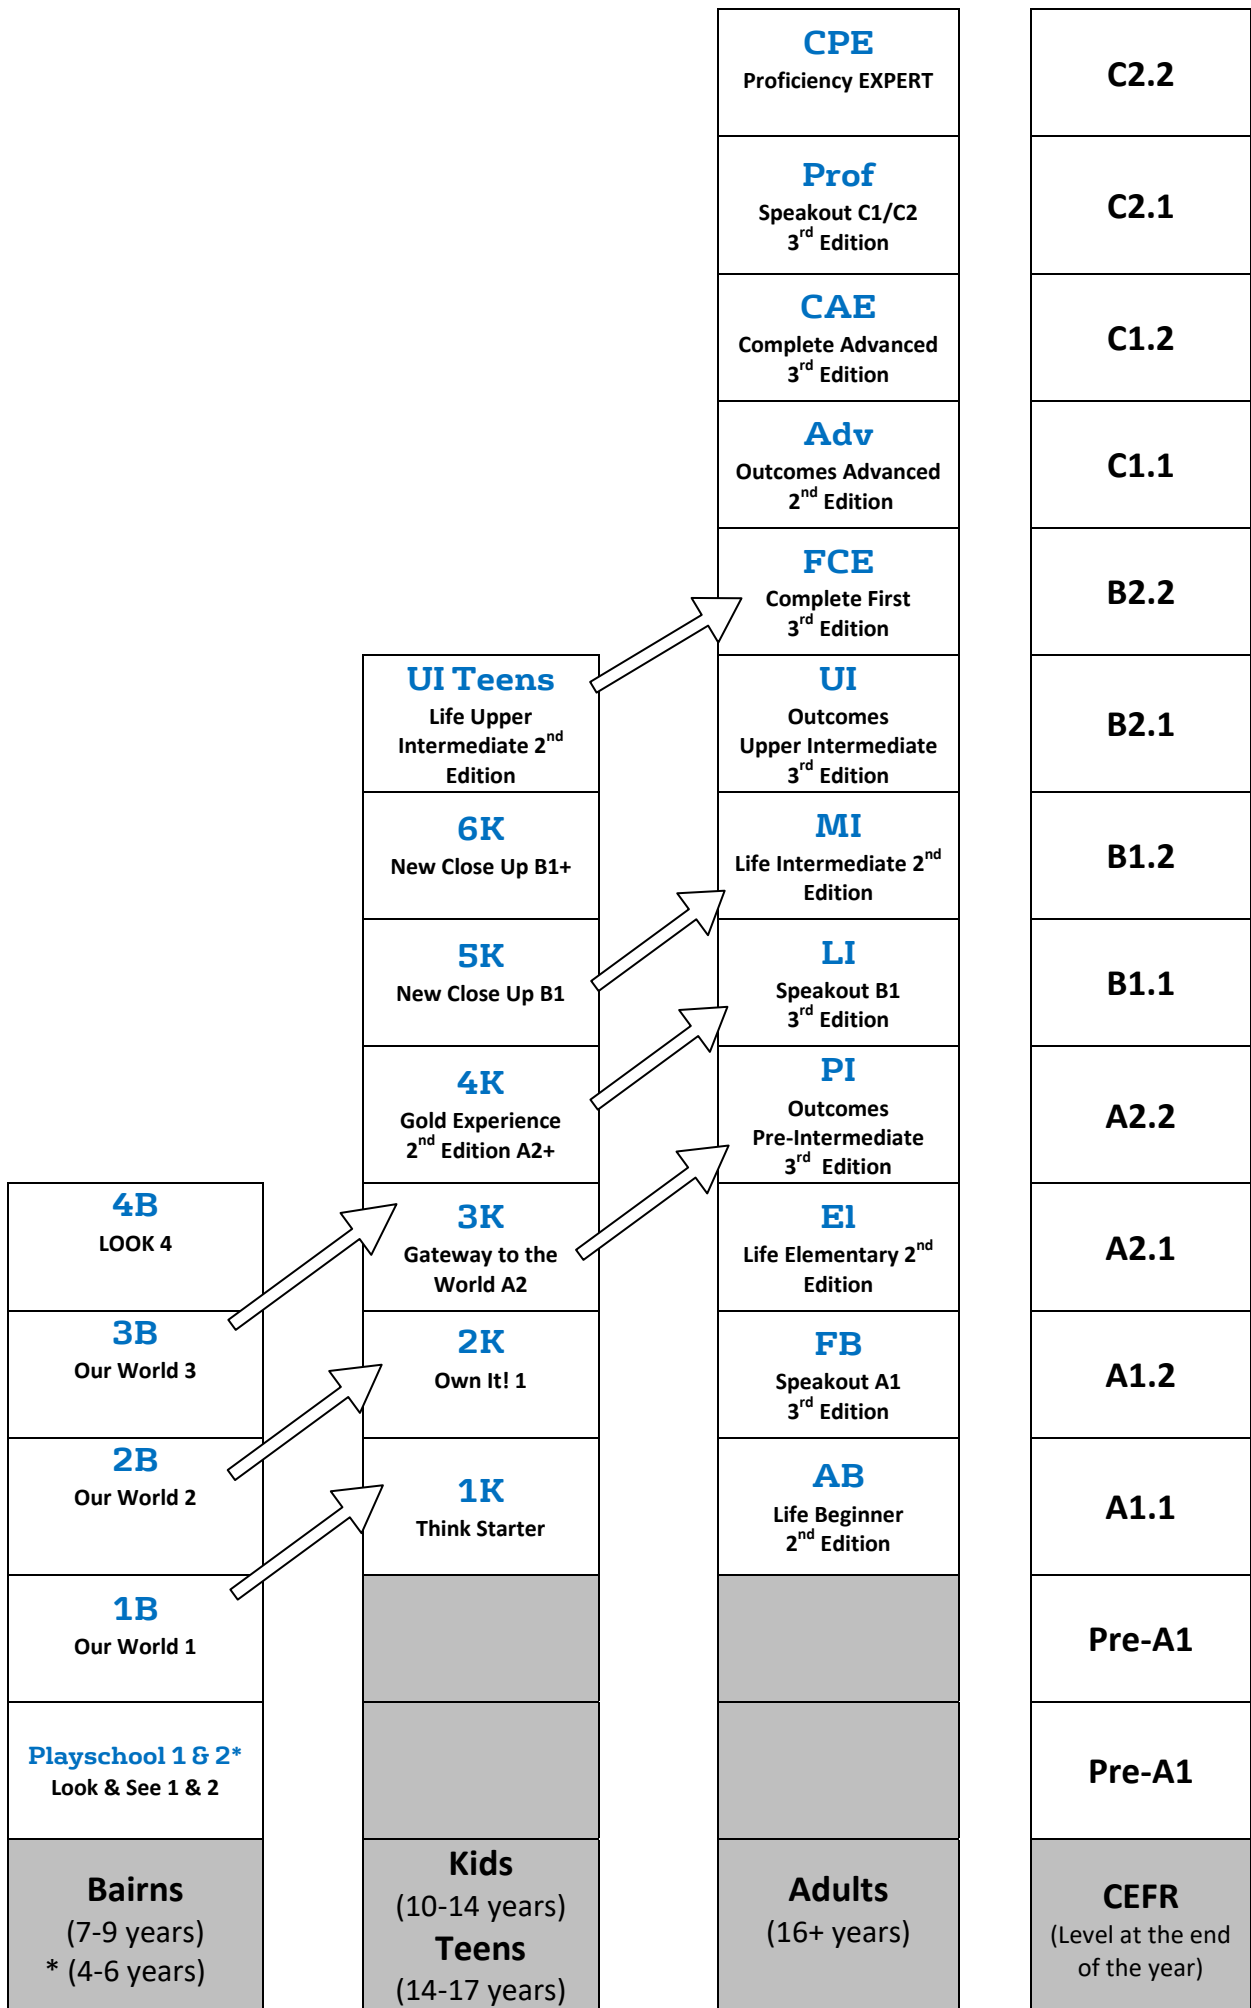 CPE
Proficiency EXPERT
C2.2
Prof
Speakout C1/C2
3rd Edition
C2.1
CAE
Complete Advanced
3rd Edition
C1.2
Adv
Outcomes Advanced
2nd Edition
C1.1
FCE
Complete First
3rd Edition
B2.2
UI Teens
Life Upper
Intermediate 2nd
Edition
UI
Outcomes
Upper Intermediate
3rd Edition
B2.1
6K
New Close Up B1+
MI
Life Intermediate 2nd
Edition
B1.2
5K
New Close Up B1
LI
Speakout B1
3rd Edition
B1.1
4K
Gold Experience
2nd Edition A2+
PI
Outcomes
Pre-Intermediate
3rd Edition
A2.2
4B
LOOK 4
3K
Gateway to the
World A2
El
Life Elementary 2nd
Edition
A2.1
3B
Our World 3
2K
Own It! 1
FB
Speakout A1
3rd Edition
A1.2
2B
Our World 2
1K
Think Starter
AB
Life Beginner
2nd Edition
A1.1
1B
Our World 1
Pre-A1
Playschool 1 & 2*
Look & See 1 & 2
Pre-A1
Bairns
(7-9 years)
* (4-6 years)
Kids
(10-14 years)
Teens
(14-17 years)
Adults
(16+ years)
CEFR
(Level at the end
of the year)